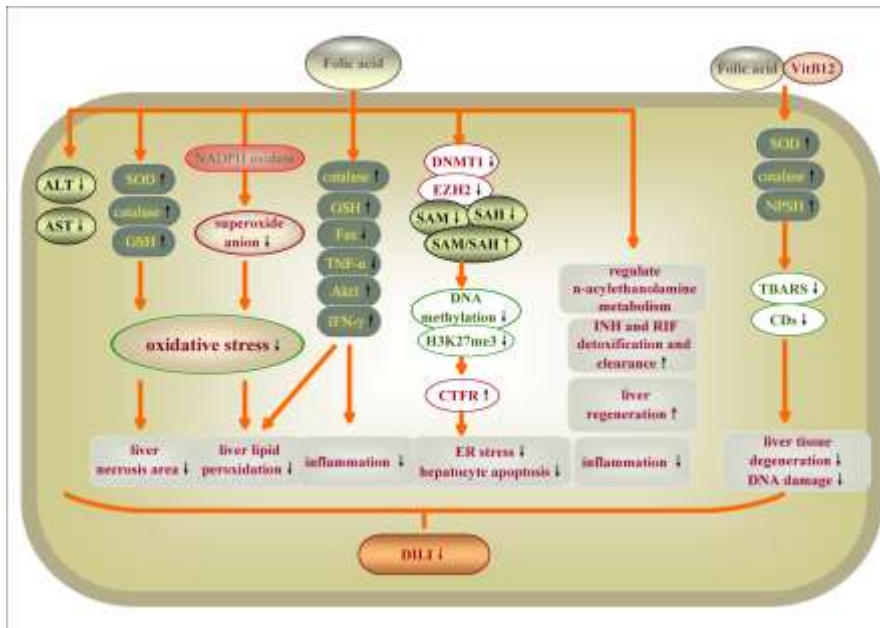 Folic acid
Folic acid
VitB12
ALT ↓
AST ↓
SOD ↑
catalase ↑
GSH ↑
NADPH oxidase
superoxide
anion ↓
oxidative stress ↓
catalase ↑
GSH ↑
Fas ↓
TNF-α ↓
Akt1 ↑
IFN-γ ↑
DNMT1 ↓
EZH2 ↓
SAM ↓
SAH ↓
SAM/SAH ↑
DNA
methylation ↓
H3K27me3 ↓
CTFR ↑
regulate
n-acylethanolamine
metabolism
INH and RIF
detoxification and
clearance ↑
liver
regeneration ↑
SOD ↑
catalase ↑
NPSH ↑
TBARS ↓
CDs ↓
liver
necrosis area ↓
liver lipid
peroxidation ↓
inflammation ↓
ER stress ↓
hepatocyte apoptosis ↓
inflammation ↓
liver tissue
degeneration ↓
DNA damage ↓
DILI ↓